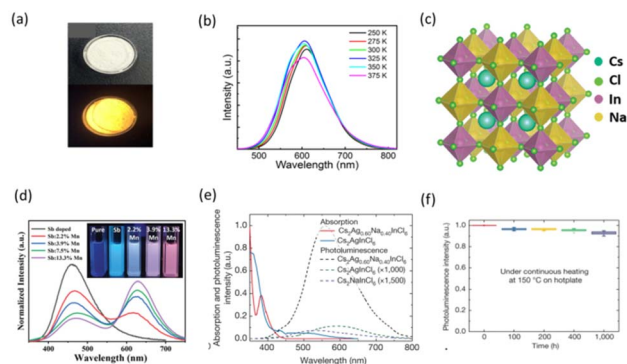 (a)
(b)
Intensity (a.u.)
250 K
275 K
300 K
325 K
350 K
375 K
500 600 700 800
Wavelength (nm)
(c)
Cs
Cl
In
Na
(d)
Normalized Intensity (a.u.)
Sb doped
Sb:2.2% Mn
Sb:3.9% Mn
Sb:7.5% Mn
Sb:13.3% Mn
Pure Sb 2.2% Mn 3.9% Mn 13.3% Mn
400 500 600 700
Wavelength (nm)
(e)
Absorption and photoluminescence
intensity (a.u.)
1.0
0.8
0.6
0.4
0.2
0
Absorption
Cs2Ag0.60Na0.40InCl6
Cs2AgInCl6
Photoluminescence
Cs2Ag0.60Na0.40InCl6
Cs2AgInCl6 (×1,000)
Cs2NaInCl6 (×1,500)
400 500 600 700 800
Wavelength (nm)
(f)
Photoluminescence intensity (a.u.)
1.0
0.8
0.6
0.4
0.2
0
Under continuous heating
at 150 °C on hotplate
0 100 200 500 1,000
Time (h)